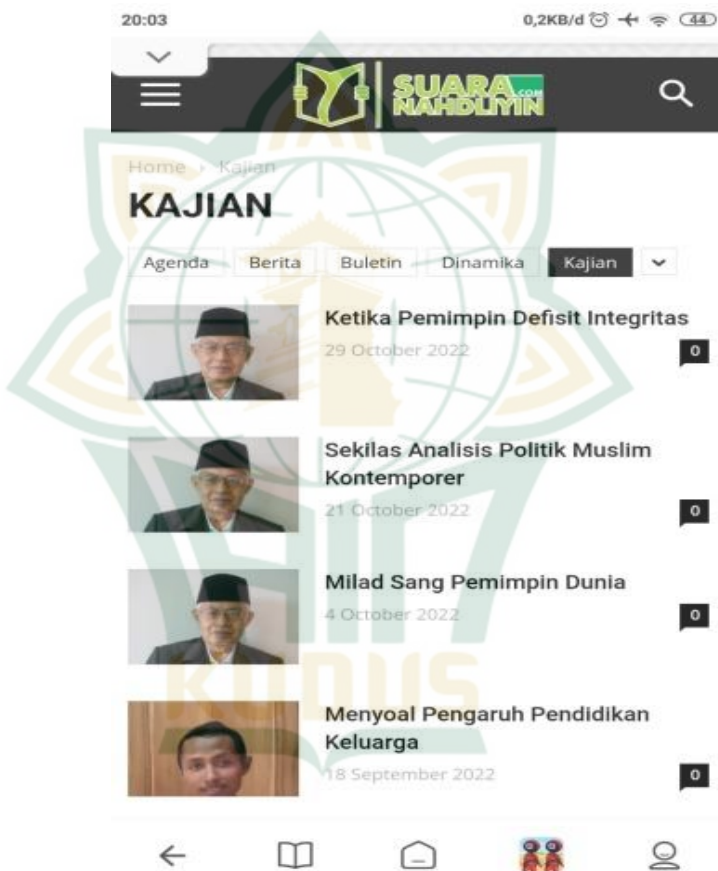 20:03 0,2KB/d 44
SUARA.COM
NAHDLIYIN
Home Kajian
KAJIAN
Agenda Berita Buletin Dinamika Kajian
Ketika Pemimpin Defisit Integritas
29 October 2022
0
Sekilas Analisis Politik Muslim
Kontemporer
21 October 2022
0
Milad Sang Pemimpin Dunia
4 October 2022
0
Menyoal Pengaruh Pendidikan
Keluarga
18 September 2022
0
KUDUS